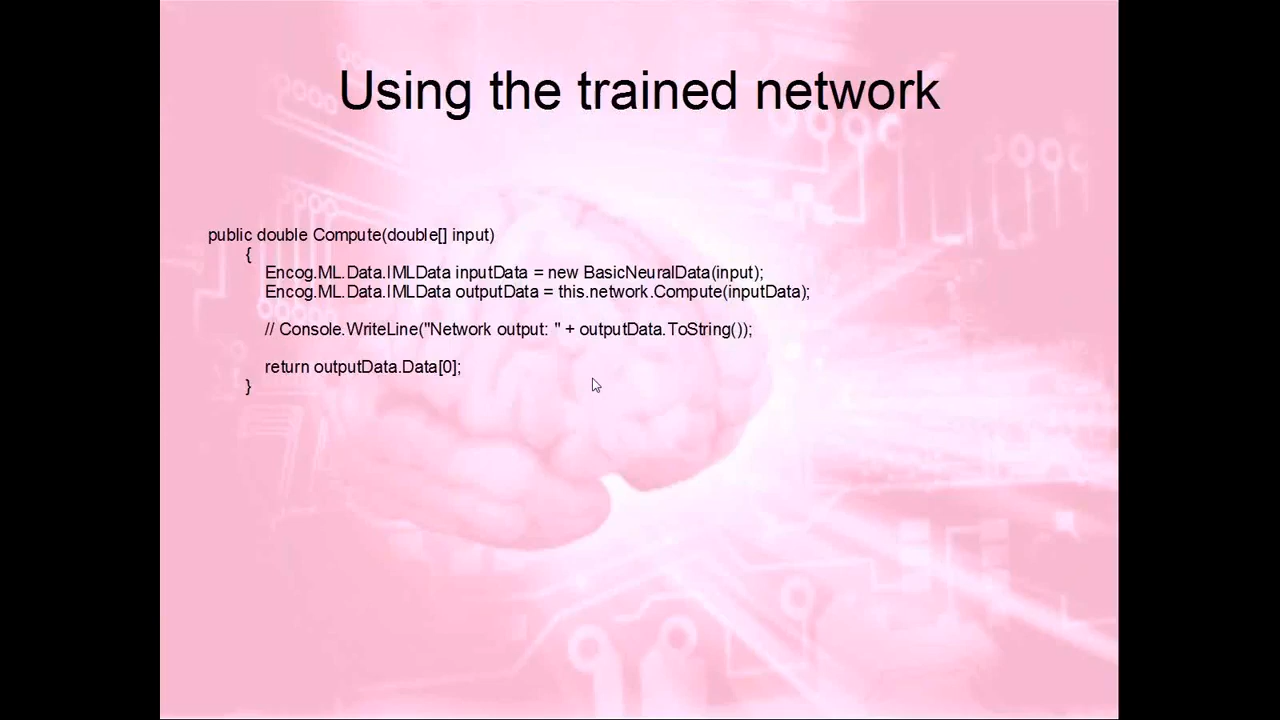 Using the trained network
public double Compute(double[] input)
{
Encog.ML.Data.IMLData inputData = new BasicNeuralData(input);
Encog.ML.Data.IMLData outputData = this.network.Compute(inputData);
// Console.WriteLine("Network output: " + outputData.ToString());
return outputData.Data[0];
}